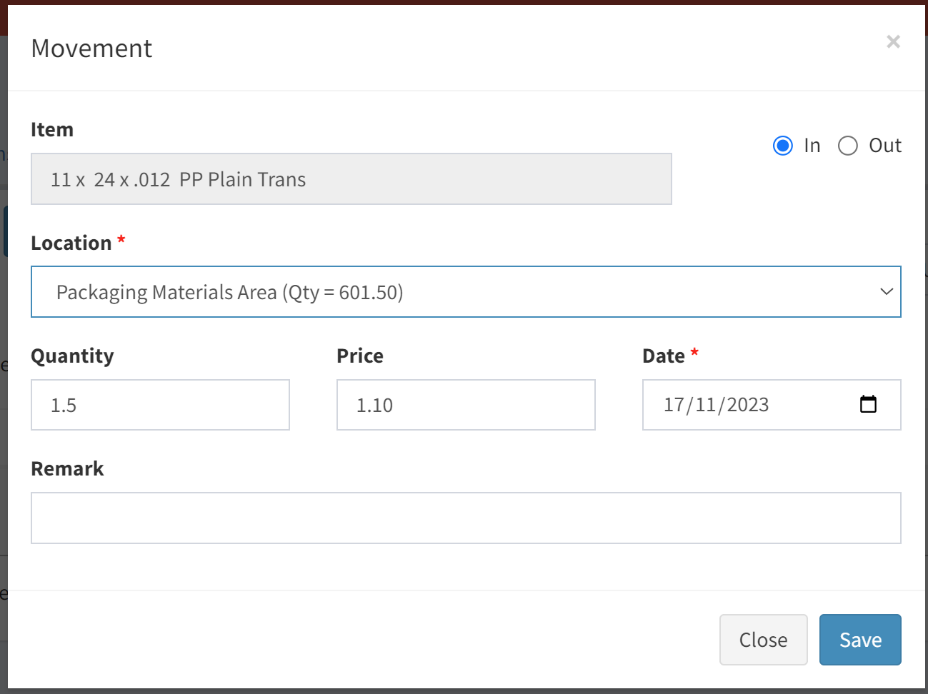 Movement
×
Item
In
Out
11 x  24 x .012  PP Plain Trans
Location *
Packaging Materials Area (Qty = 601.50)
Quantity
Price
Date *
1.5
1.10
17/11/2023
Remark
Close
Save